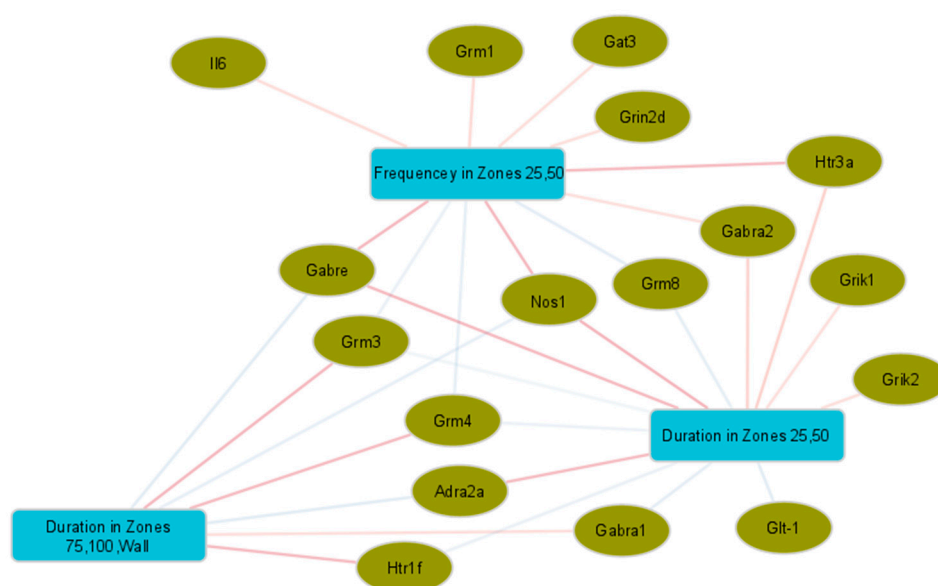 Il6
Grm1
Gat3
Grin2d
Htr3a
Frequencey in Zones 25,50
Gabra2
Gabre
Grm8
Grik1
Nos1
Grm3
Grik2
Grm4
Duration in Zones 25,50
Adra2a
Duration in Zones
75,100,Wall
Gabra1
Glt-1
Htr1f